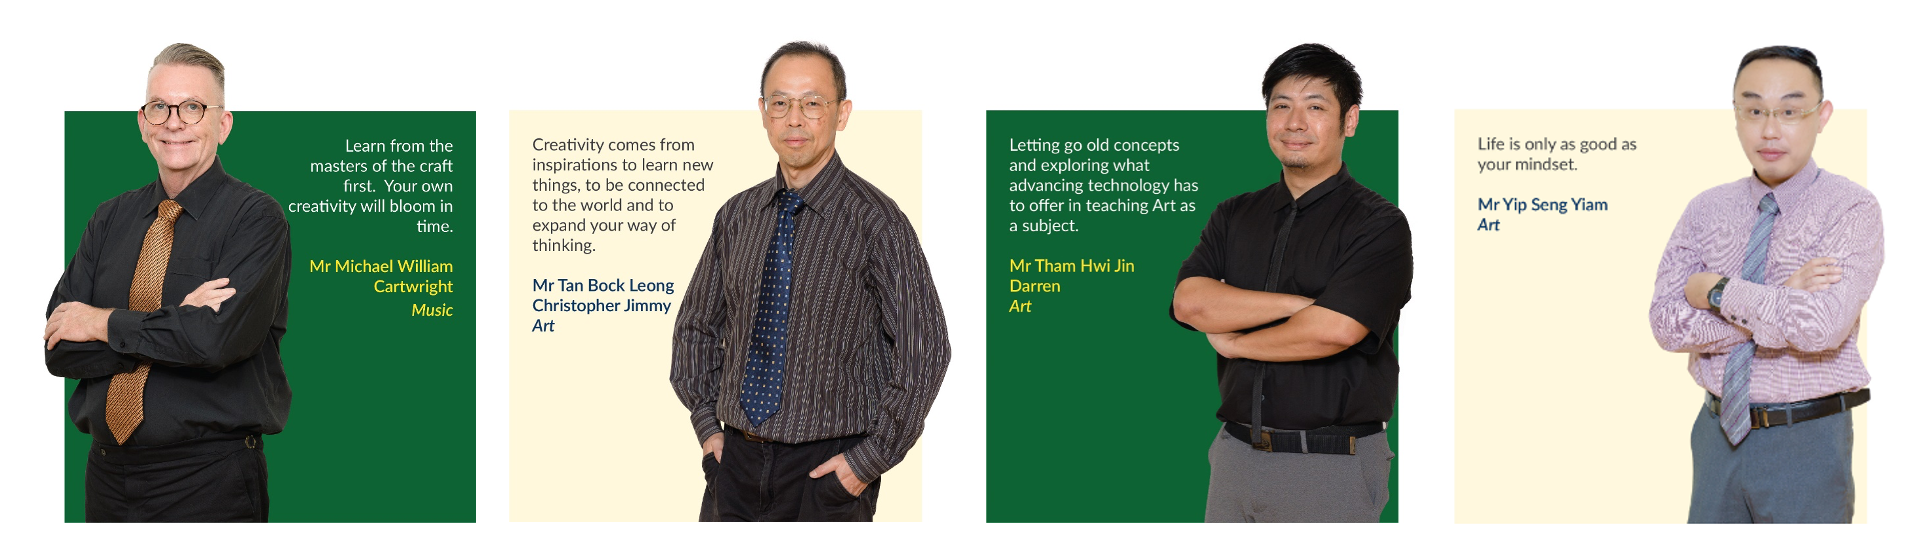 Learn from the
masters of the craft
first.  Your own
creativity will bloom in
time.
Mr Michael William
Cartwright
Music
Creativity comes from
inspirations to learn new
things, to be connected
to the world and to
expand your way of
thinking.
Mr Tan Bock Leong
Christopher Jimmy
Art
Letting go old concepts
and exploring what
advancing technology has
to offer in teaching Art as
a subject.
Mr Tham Hwi Jin
Darren
Art
Life is only as good as
your mindset.
Mr Yip Seng Yiam
Art